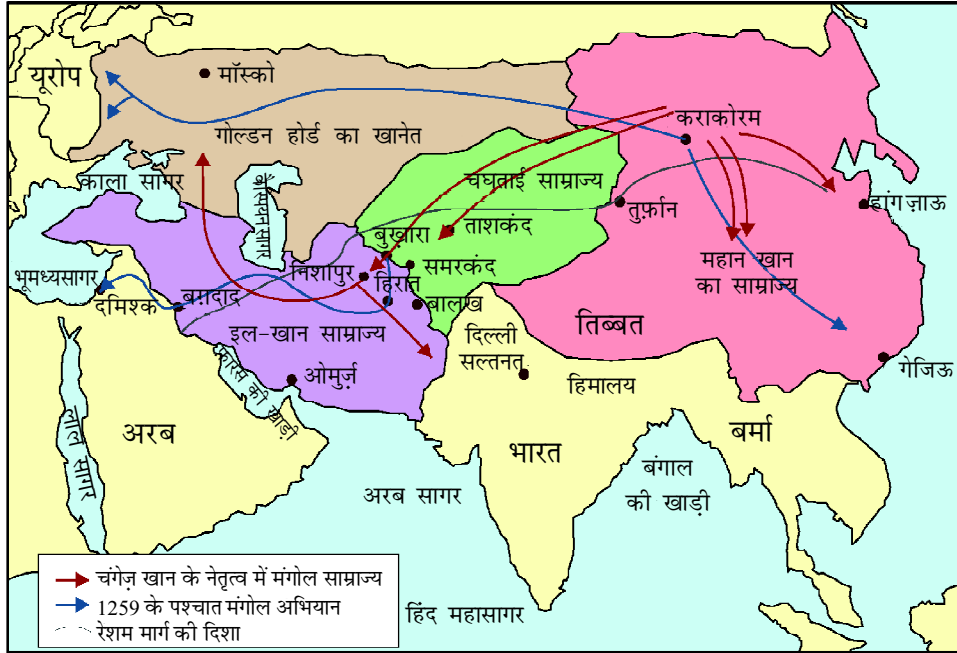 यूरोप
मॉस्को
कराकोरम
गोल्डन होर्ड का खानेत
काला सागर
कैस्पियन सागर
चघताई साम्राज्य
तुर्फ़ान
हांगज़ाऊ
ताशकंद
बुखारा
समरकंद
महान खान
का साम्राज्य
भूमध्यसागर
दमिश्क
बग़दाद
निशापुर
हिरात
बालख
इल-खान साम्राज्य
तिब्बत
दिल्ली
सल्तनत
हिमालय
गेजिऊ
ओमुर्ज़
फ़ारस की खाड़ी
लाल सागर
अरब
भारत
बर्मा
अरब सागर
बंगाल
की खाड़ी
हिंद महासागर
चंगेज़ खान के नेतृत्व में मंगोल साम्राज्य
1259 के पश्चात मंगोल अभियान
रेशम मार्ग की दिशा